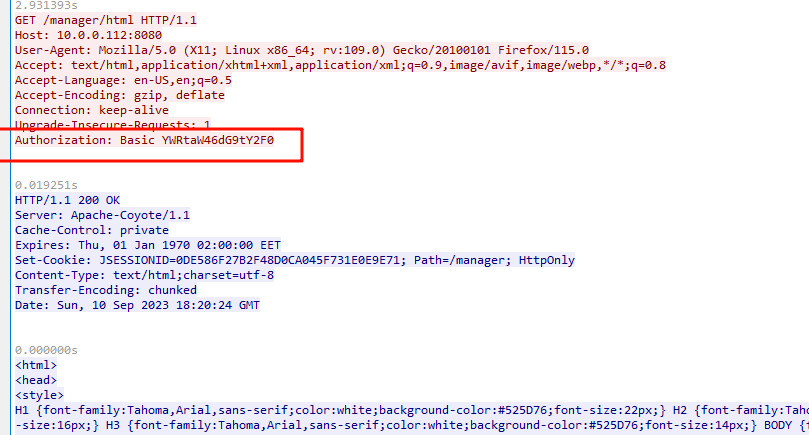 2.931393s
GET /manager/html HTTP/1.1
Host: 10.0.0.112:8080
User-Agent: Mozilla/5.0 (X11; Linux x86_64; rv:109.0) Gecko/20100101 Firefox/115.0
Accept: text/html,application/xhtml+xml,application/xml;q=0.9,image/avif,image/webp,*/*;q=0.8
Accept-Language: en-US,en;q=0.5
Accept-Encoding: gzip, deflate
Connection: keep-alive
Upgrade-Insecure-Requests: 1
Authorization: Basic YWRtaW46dG9tY2F0
0.019251s
HTTP/1.1 200 OK
Server: Apache-Coyote/1.1
Cache-Control: private
Expires: Thu, 01 Jan 1970 02:00:00 EET
Set-Cookie: JSESSIONID=0DE586F27B2F48D0CA045F731E0E9E71; Path=/manager; HttpOnly
Content-Type: text/html;charset=utf-8
Transfer-Encoding: chunked
Date: Sun, 10 Sep 2023 18:20:24 GMT
0.000000s
<html>
<head>
<style>
H1 {font-family:Tahoma,Arial,sans-serif;color:white;background-color:#525D76;font-size:22px;} H2 {font-family:T
-size:16px;} H3 {font-family:Tahoma,Arial,sans-serif;color:white;background-color:#525D76;font-size:14px;} BODY {